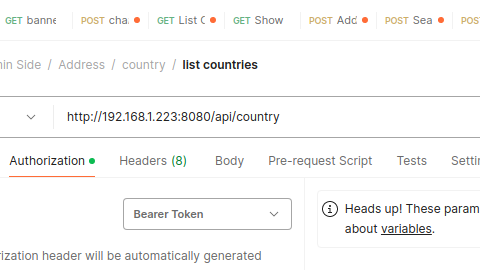 GET banne POST cha GET List C GET Show POST Add POST Sea POS
min Side / Address / country / list countries
http://192.168.1.223:8080/api/country
Authorization Headers (8) Body Pre-request Script Tests Settin
Bearer Token
Heads up! These param
about variables.
rization header will be automatically generated